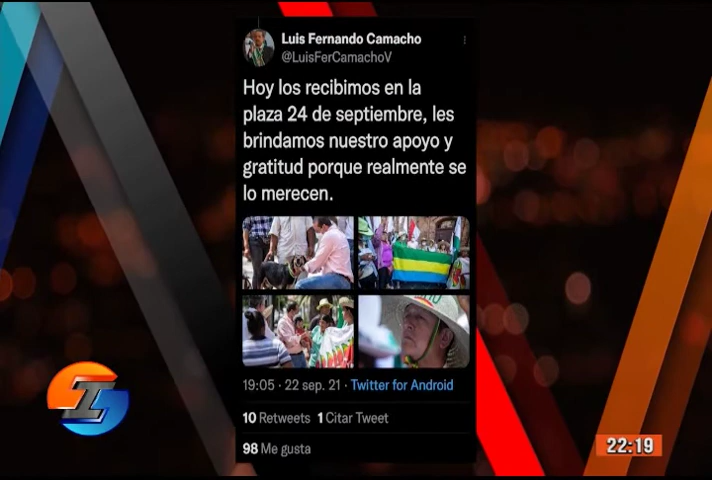 Luis Fernando Camacho
@LuisFerCamachoV
Hoy los recibimos en la
plaza 24 de septiembre, les
brindamos nuestro apoyo y
gratitud porque realmente se
lo merecen.
19:05 · 22 sep. 21 · Twitter for Android
10 Retweets 1 Citar Tweet
98 Me gusta
22:19